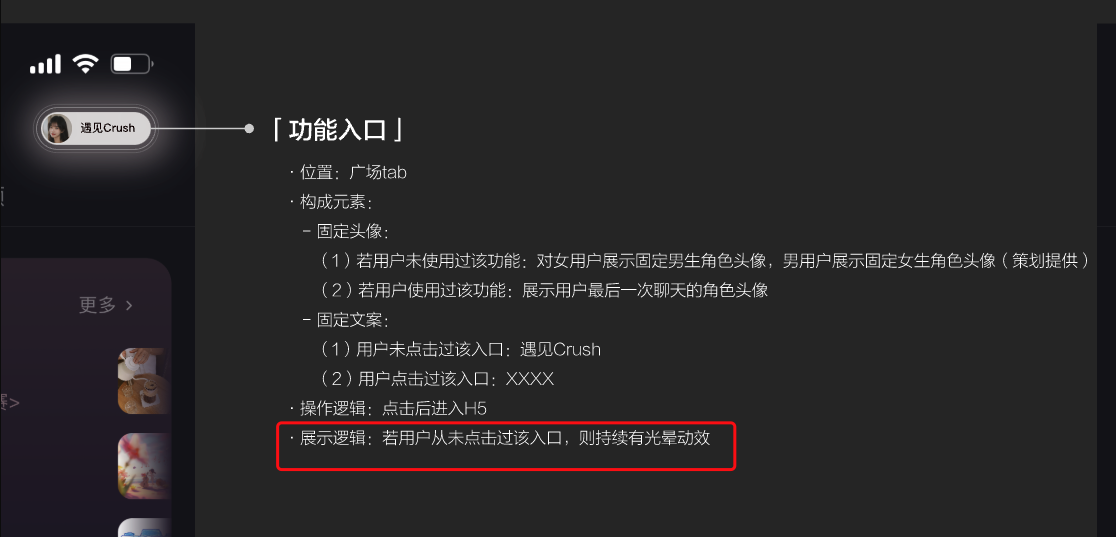 遇见Crush
「功能入口」
· 位置：广场tab
· 构成元素：
- 固定头像：
（1）若用户未使用过该功能：对女用户展示固定男生角色头像，男用户展示固定女生角色头像（策划提供）
（2）若用户使用过该功能：展示用户最后一次聊天的角色头像
更多 >
- 固定文案：
（1）用户未点击过该入口：遇见Crush
（2）用户点击过该入口：XXXX
赛>
· 操作逻辑：点击后进入H5
· 展示逻辑：若用户从未点击过该入口，则持续有光晕动效